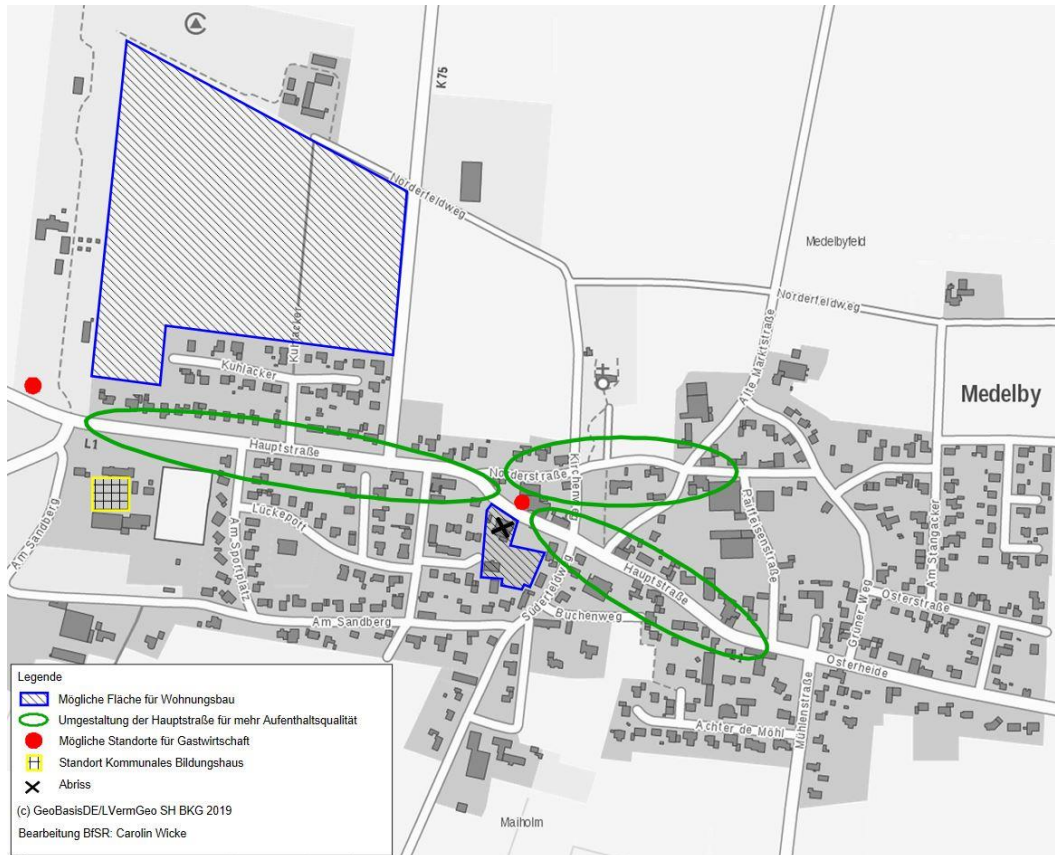 K75
Norderfeldweg
Medelbyfeld
Norderfeldweg
Kuhlacker
Kuhlacker
Alte Marktstraße
Medelby
L1
Hauptstraße
Norderstraße
Kirchenweg
Am Sandberg
Lückepott
Am Sportplatz
Raiffeisenstraße
Am Stangacker
Hauptstraße
Süderfeldweg
Buchenweg
Am Sandberg
Osterstraße
Grüner Weg
L1
Osterheide
Mühlenstraße
Achter de Möhl
Maiholm
Legende
Mögliche Fläche für Wohnungsbau
Umgestaltung der Hauptstraße für mehr Aufenthaltsqualität
Mögliche Standorte für Gastwirtschaft
Standort Kommunales Bildungshaus
Abriss
(c) GeoBasisDE/LVermGeo SH BKG 2019
Bearbeitung BfSR: Carolin Wicke